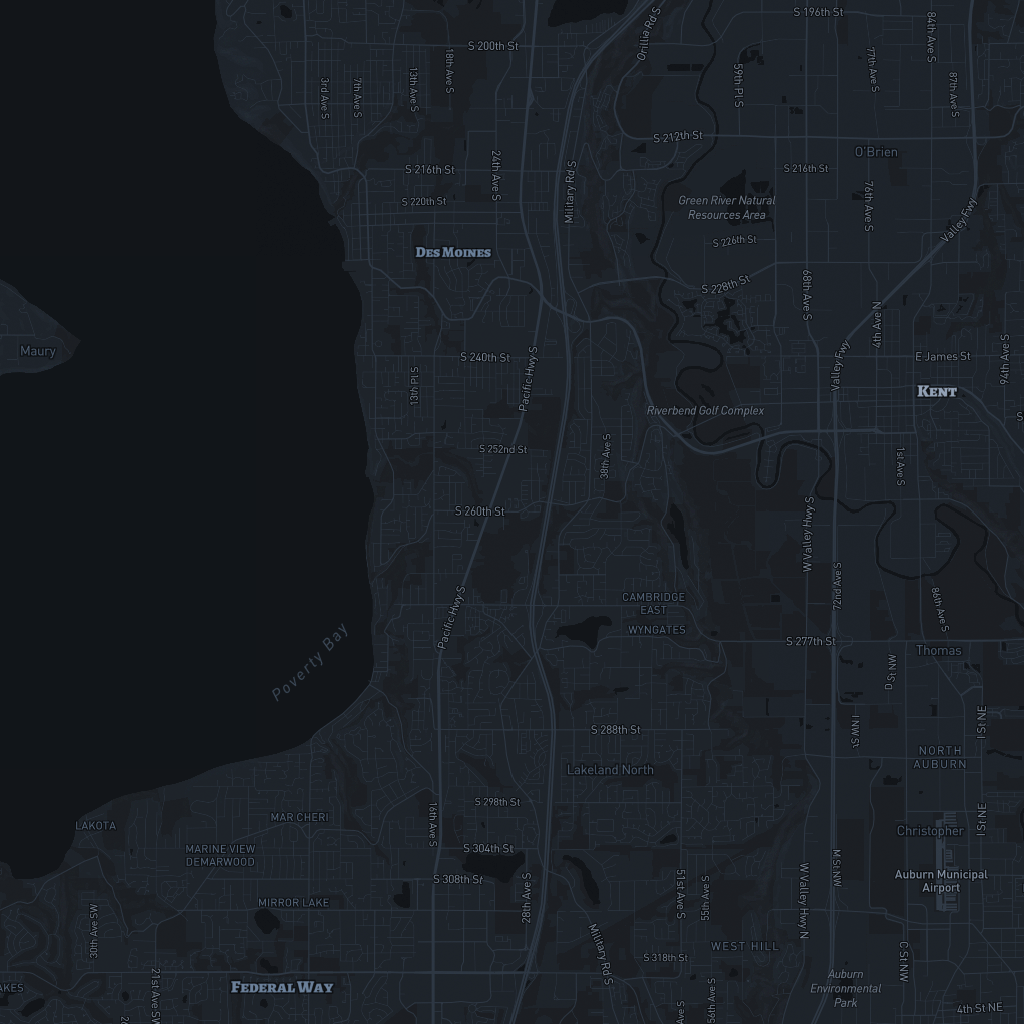 S 196th St
Orillia Rd S
84th Ave S
S 200th St
18th Ave S
77th Ave S
3rd Ave S
7th Ave S
13th Ave S
59th Pl S
87th Ave S
S 212th St
O'Brien
S 216th St
24th Ave S
Military Rd S
S 216th St
S 220th St
Green River Natural
Resources Area
76th Ave S
Valley Fwy
S 226th St
Des Moines
S 228th St
68th Ave S
4th Ave N
Maury
S 240th St
E James St
94th Ave S
Valley Fwy
13th Pl S
Pacific Hwy S
Kent
Riverbend Golf Complex
S 252nd St
38th Ave S
1st Ave S
S 260th St
W Valley Hwy S
72nd Ave S
CAMBRIDGE
EAST
86th Ave S
Pacific Hwy S
WYNGATES
S 277th St
Thomas
Poverty Bay
D St NW
S 288th St
I NW St
I St NE
NORTH
AUBURN
Lakeland North
S 298th St
MAR CHERI
16th Ave S
I St NE
LAKOTA
Christopher
MARINE VIEW
DEMARWOOD
S 304th St
S 308th St
M St NW
Auburn Municipal
Airport
28th Ave S
51st Ave S
55th Ave S
W Valley Hwy N
MIRROR LAKE
30th Ave SW
Military Rd S
WEST HILL
S 318th St
C St NW
AKES
21st Ave SW
Federal Way
Auburn
Environmental
Park
56th Ave S
Ave S
4th St NE